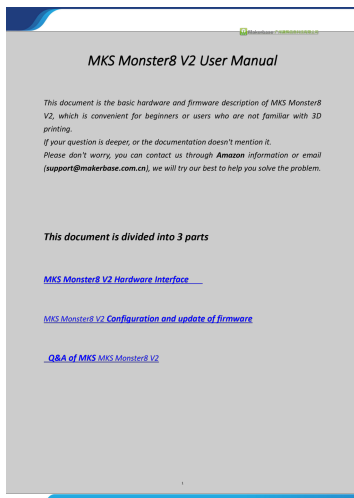 Makerbase
MKS Monster8 V2 User Manual
This document is the basic hardware and firmware description of MKS Monster8
V2, which is convenient for beginners or users who are not familiar with 3D
printing.
If your question is deeper, or the documentation doesn't mention it.
Please don't worry, you can contact us through Amazon information or email
(support@makerbase.com.cn), we will try our best to help you solve the problem.
This document is divided into 3 parts
MKS Monster8 V2 Hardware Interface
MKS Monster8 V2 Configuration and update of firmware
Q&A of MKS MKS Monster8 V2
1